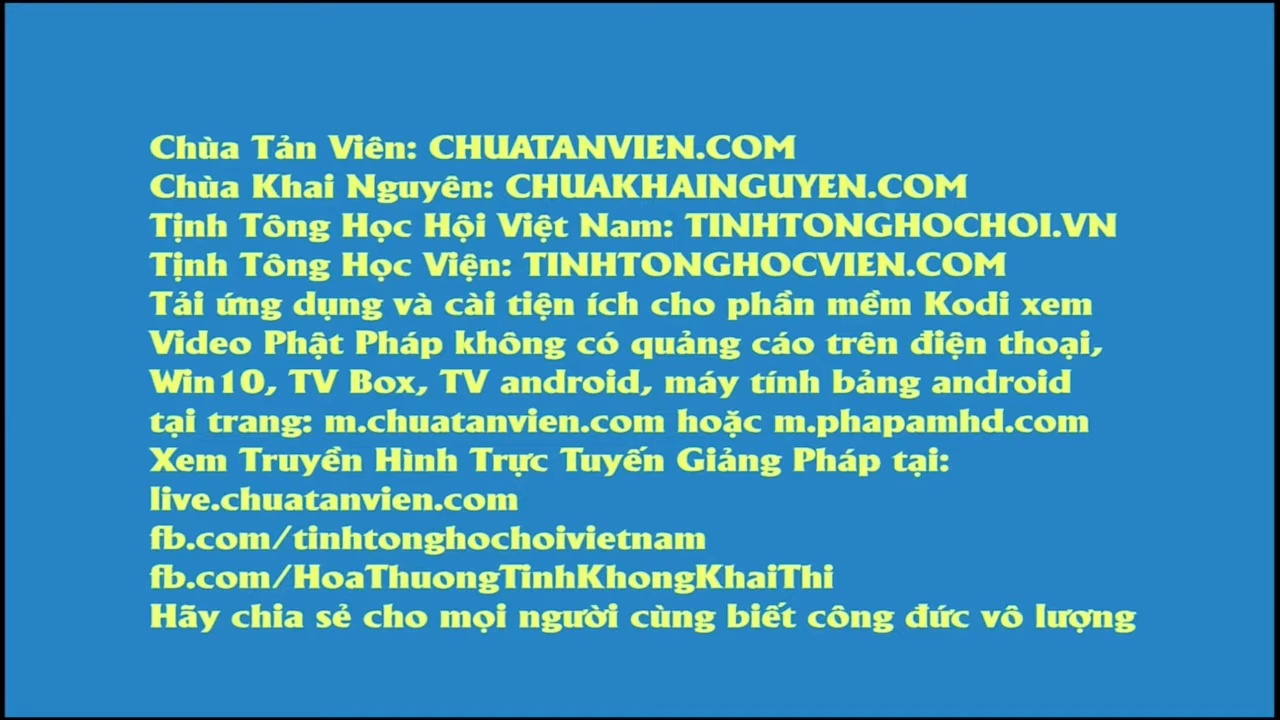 Chùa Tản Viên: CHUATANVIEN.COM
Chùa Khai Nguyên: CHUAKHAINGUYEN.COM
Tịnh Tông Học Hội Việt Nam: TINHTONGHOCHOI.VN
Tịnh Tông Học Viện: TINHTONGHOCVIEN.COM
Tải ứng dụng và cài tiện ích cho phần mềm Kodi xem
Video Phật Pháp không có quảng cáo trên điện thoại,
Win10, TV Box, TV android, máy tính bảng android
tại trang: m.chuatanvien.com hoặc m.phapamhd.com
Xem Truyền Hình Trực Tuyến Giảng Pháp tại:
live.chuatanvien.com
fb.com/tinhtonghochoivietnam
fb.com/HoaThuongTinhKhongKhaiThi
Hãy chia sẻ cho mọi người cùng biết công đức vô lượng